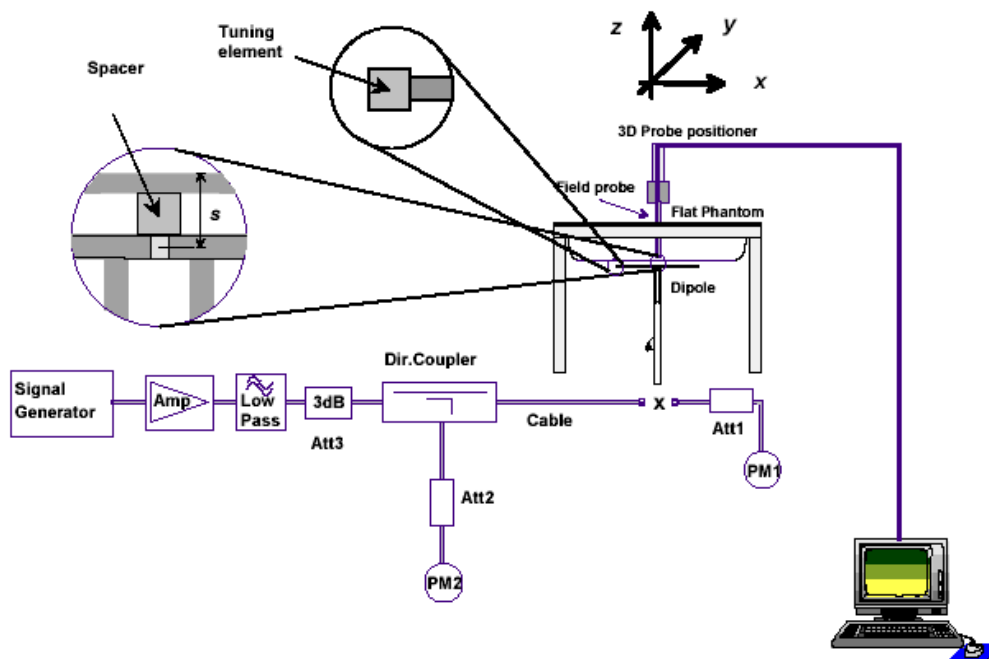 Tuning
element
z
y
x
Spacer
3D Probe positioner
Field probe
Flat Phantom
s
Dipole
Dir.Coupler
Signal
Generator
Amp
Low
Pass
3dB
Att3
Cable
x
Att1
PM1
Att2
PM2